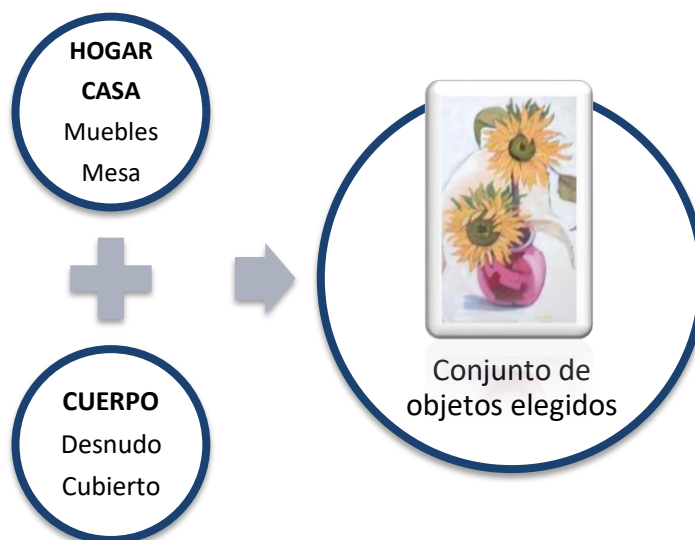 HOGAR
CASA
Muebles
Mesa
CUERPO
Desnudo
Cubierto
Conjunto de
objetos elegidos